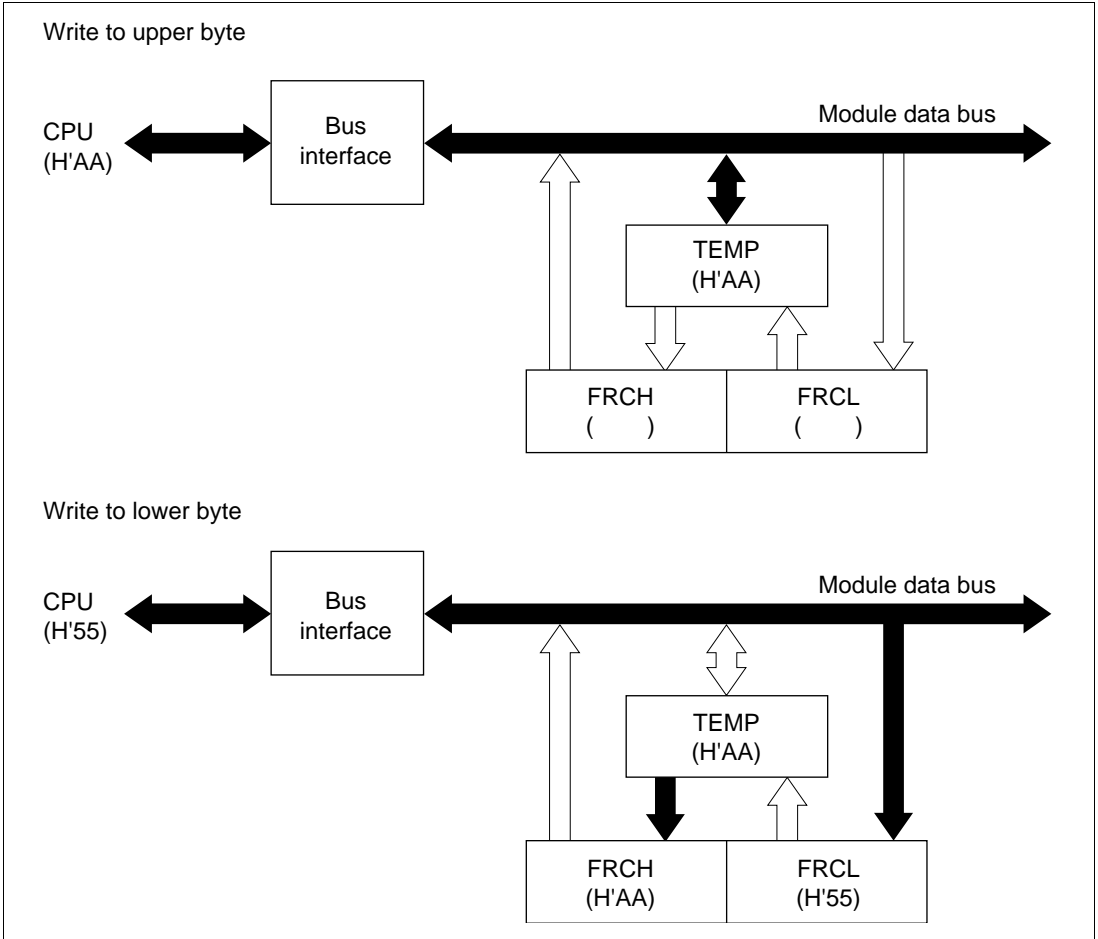 Write to upper byte
Module data bus
CPU
(H'AA)
Bus
interface
TEMP
(H'AA)
FRCH
(      )
FRCL
(      )
Write to lower byte
Module data bus
CPU
(H'55)
Bus
interface
TEMP
(H'AA)
FRCH
(H'AA)
FRCL
(H'55)